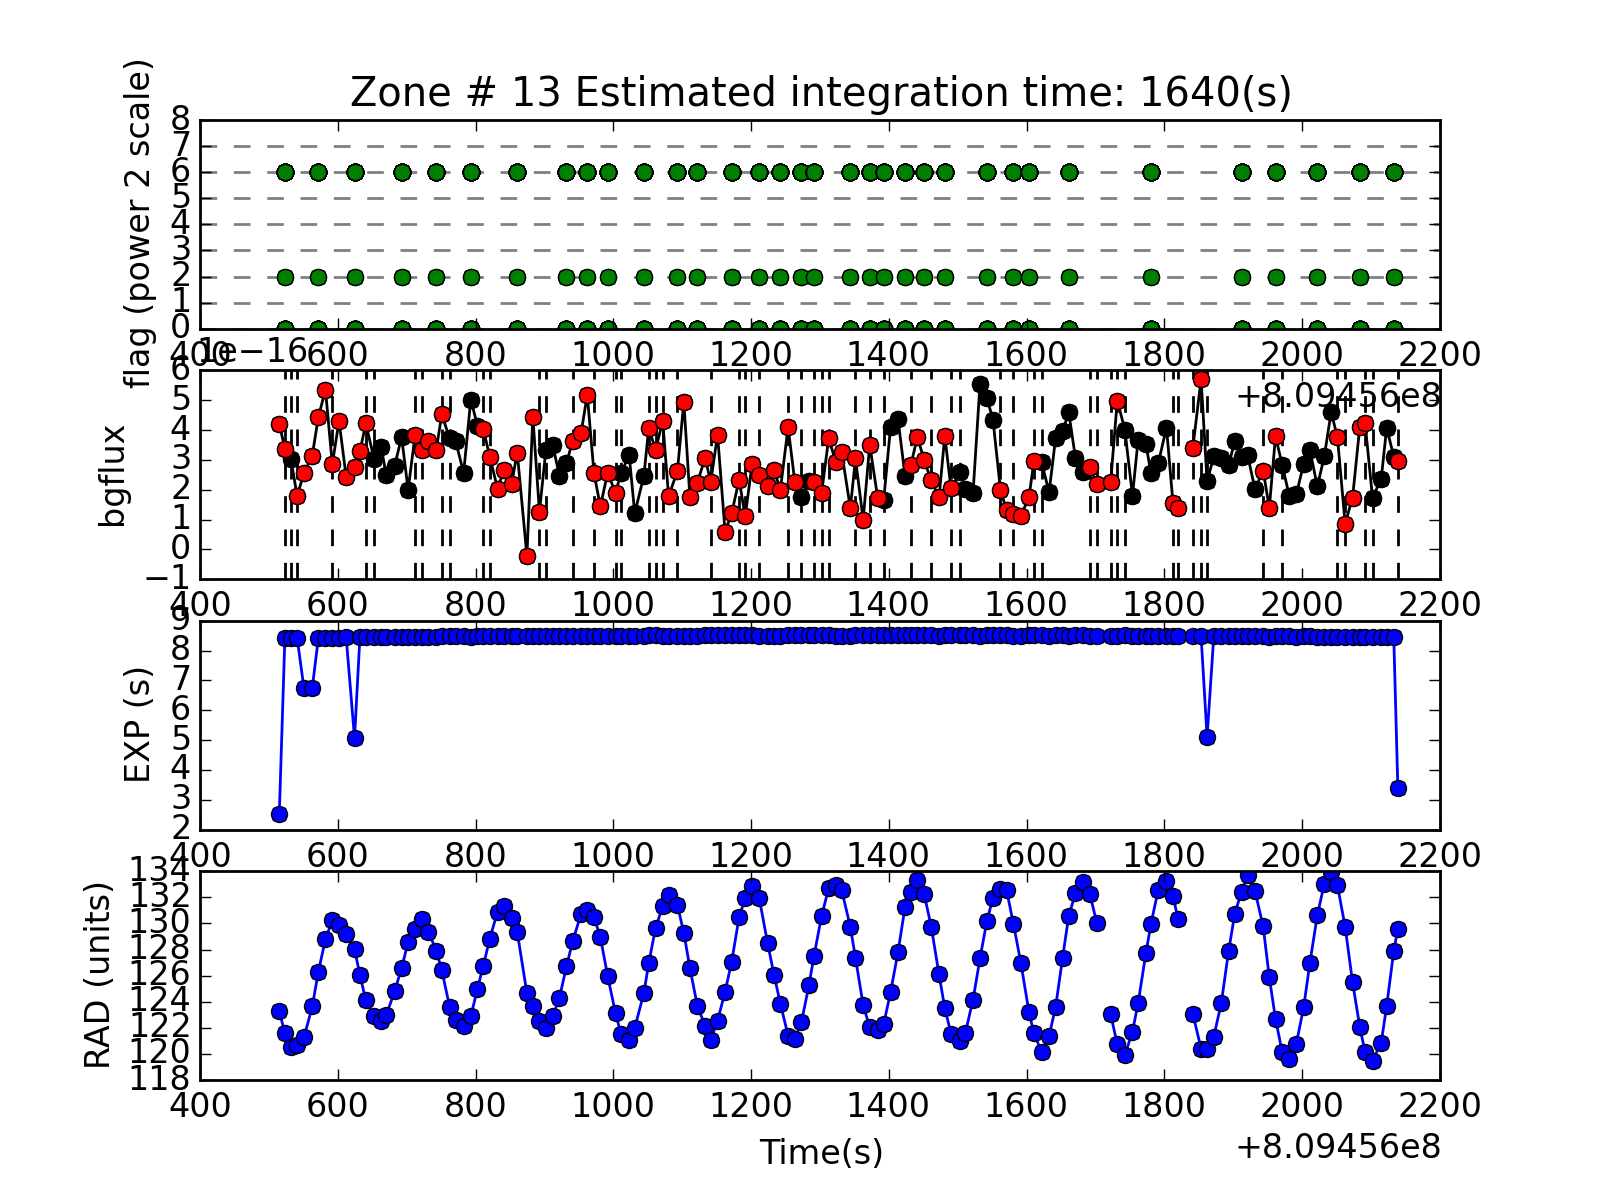 Zone # 13 Estimated integration time: 1640(s)
flag (power 2 scale)
8
7
6
5
4
3
2
1
0
400 600 800 1000 1200 1400 1600 1800 2000 2200
+8.09456e8
1e−16
bgflux
6
5
4
3
2
1
0
−1
400 600 800 1000 1200 1400 1600 1800 2000 2200
EXP (s)
9
8
7
6
5
4
3
2
400 600 800 1000 1200 1400 1600 1800 2000 2200
RAD (units)
134
132
130
128
126
124
122
120
118
400 600 800 1000 1200 1400 1600 1800 2000 2200
Time(s)
+8.09456e8